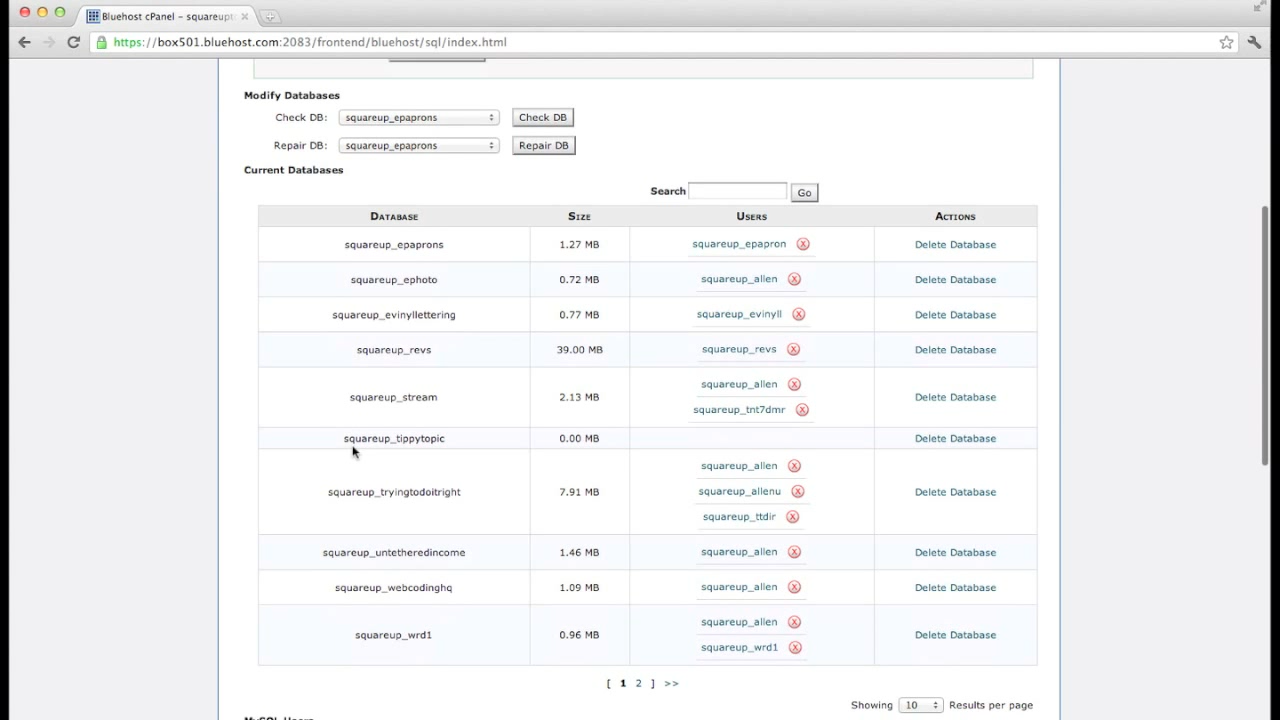 Bluehost cPanel – squareupt
https://box501.bluehost.com:2083/frontend/bluehost/sql/index.html
Modify Databases
Check DB: squareup_epaprons Check DB
Repair DB: squareup_epaprons Repair DB
Current Databases
Search Go
Database Size Users Actions
squareup_epaprons 1.27 MB squareup_epapron Delete Database
squareup_ephoto 0.72 MB squareup_allen Delete Database
squareup_evinyllettering 0.77 MB squareup_evinyll Delete Database
squareup_revs 39.00 MB squareup_revs Delete Database
squareup_allen
squareup_stream 2.13 MB Delete Database
squareup_tnt7dmr
squareup_tippytopic 0.00 MB Delete Database
squareup_allen
squareup_tryingtodoitright 7.91 MB squareup_allenu Delete Database
squareup_ttdir
squareup_untetheredincome 1.46 MB squareup_allen Delete Database
squareup_webcodinghq 1.09 MB squareup_allen Delete Database
squareup_allen
squareup_wrd1 0.96 MB Delete Database
squareup_wrd1
[ 1 2 ] >>
Showing 10 Results per page
MySQL Users